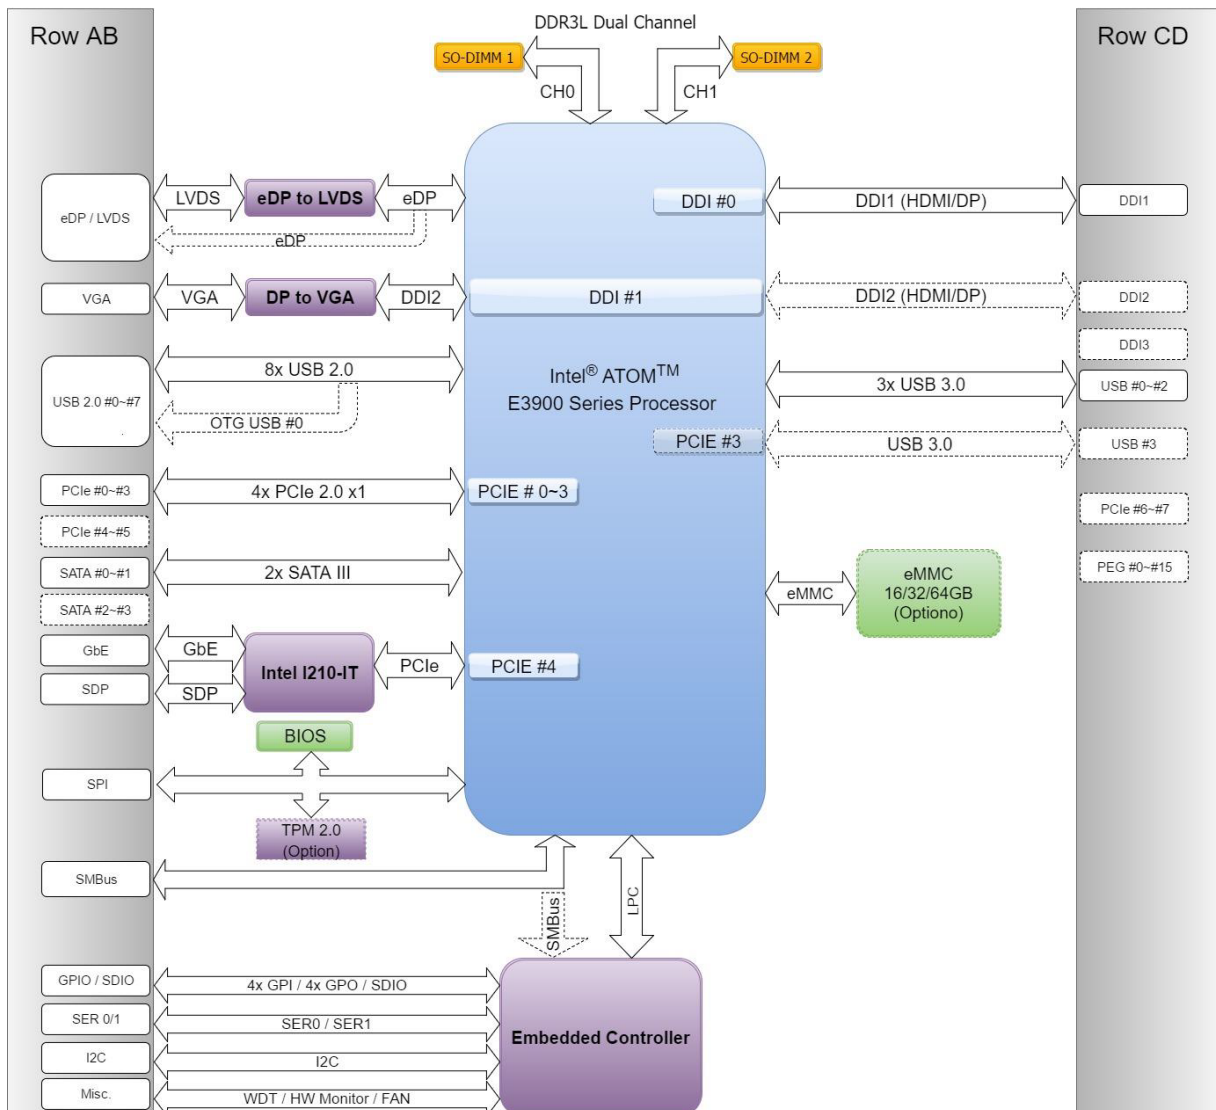 DDR3L Dual Channel
Row AB
Row CD
SO-DIMM 1
SO-DIMM 2
CH0
CH1
eDP / LVDS
LVDS
eDP to LVDS
eDP
eDP
DDI #0
DDI1 (HDMI/DP)
DDI1
VGA
VGA
DP to VGA
DDI2
DDI #1
DDI2 (HDMI/DP)
DDI2
DDI3
USB 2.0 #0~#7
8x USB 2.0
OTG USB #0
Intel® ATOM™
E3900 Series Processor
3x USB 3.0
USB #0~#2
PCIE #3
USB 3.0
USB #3
PCIe #0~#3
4x PCIe 2.0 x1
PCIE # 0~3
PCIe #6~#7
PCIe #4~#5
SATA #0~#1
2x SATA III
PEG #0~#15
eMMC
eMMC
16/32/64GB
(Optiono)
SATA #2~#3
GbE
GbE
Intel I210-IT
PCIe
PCIE #4
SDP
SDP
BIOS
SPI
TPM 2.0
(Option)
SMBus
SMBus
LPC
GPIO / SDIO
4x GPI / 4x GPO / SDIO
SER 0/1
SER0 / SER1
Embedded Controller
I2C
I2C
Misc.
WDT / HW Monitor / FAN